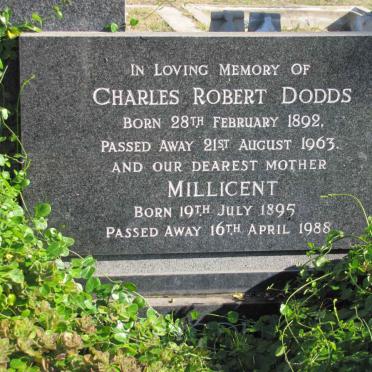 In Loving Memory Of
Charles Robert Dodds
Born 28th February 1892,
Passed Away 21st August 1963.
and our dearest mother
Millicent
Born 19th July 1895
Passed Away 16th April 1988